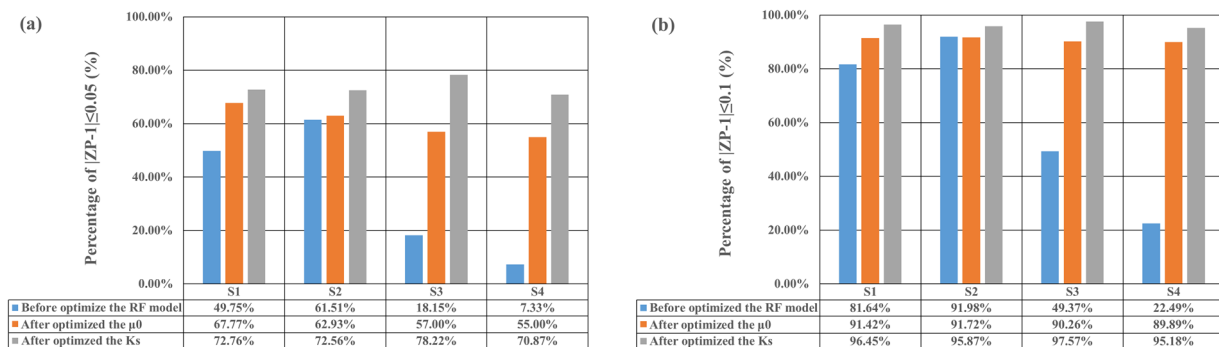 (a)
Percentage of |ZP-1|≤0.05 (%)
100.00%
80.00%
60.00%
40.00%
20.00%
0.00%
S1 S2 S3 S4
Before optimize the RF model 49.75% 61.51% 18.15% 7.33%
After optimized the μ0 67.77% 62.93% 57.00% 55.00%
After optimzed the Ks 72.76% 72.56% 78.22% 70.87%
(b)
Percentage of |ZP-1|≤0.1 (%)
100.00%
80.00%
60.00%
40.00%
20.00%
0.00%
S1 S2 S3 S4
Before optimized the RF model 81.64% 91.98% 49.37% 22.49%
After optimized the μ0 91.42% 91.72% 90.26% 89.89%
After optimized the Ks 96.45% 95.87% 97.57% 95.18%